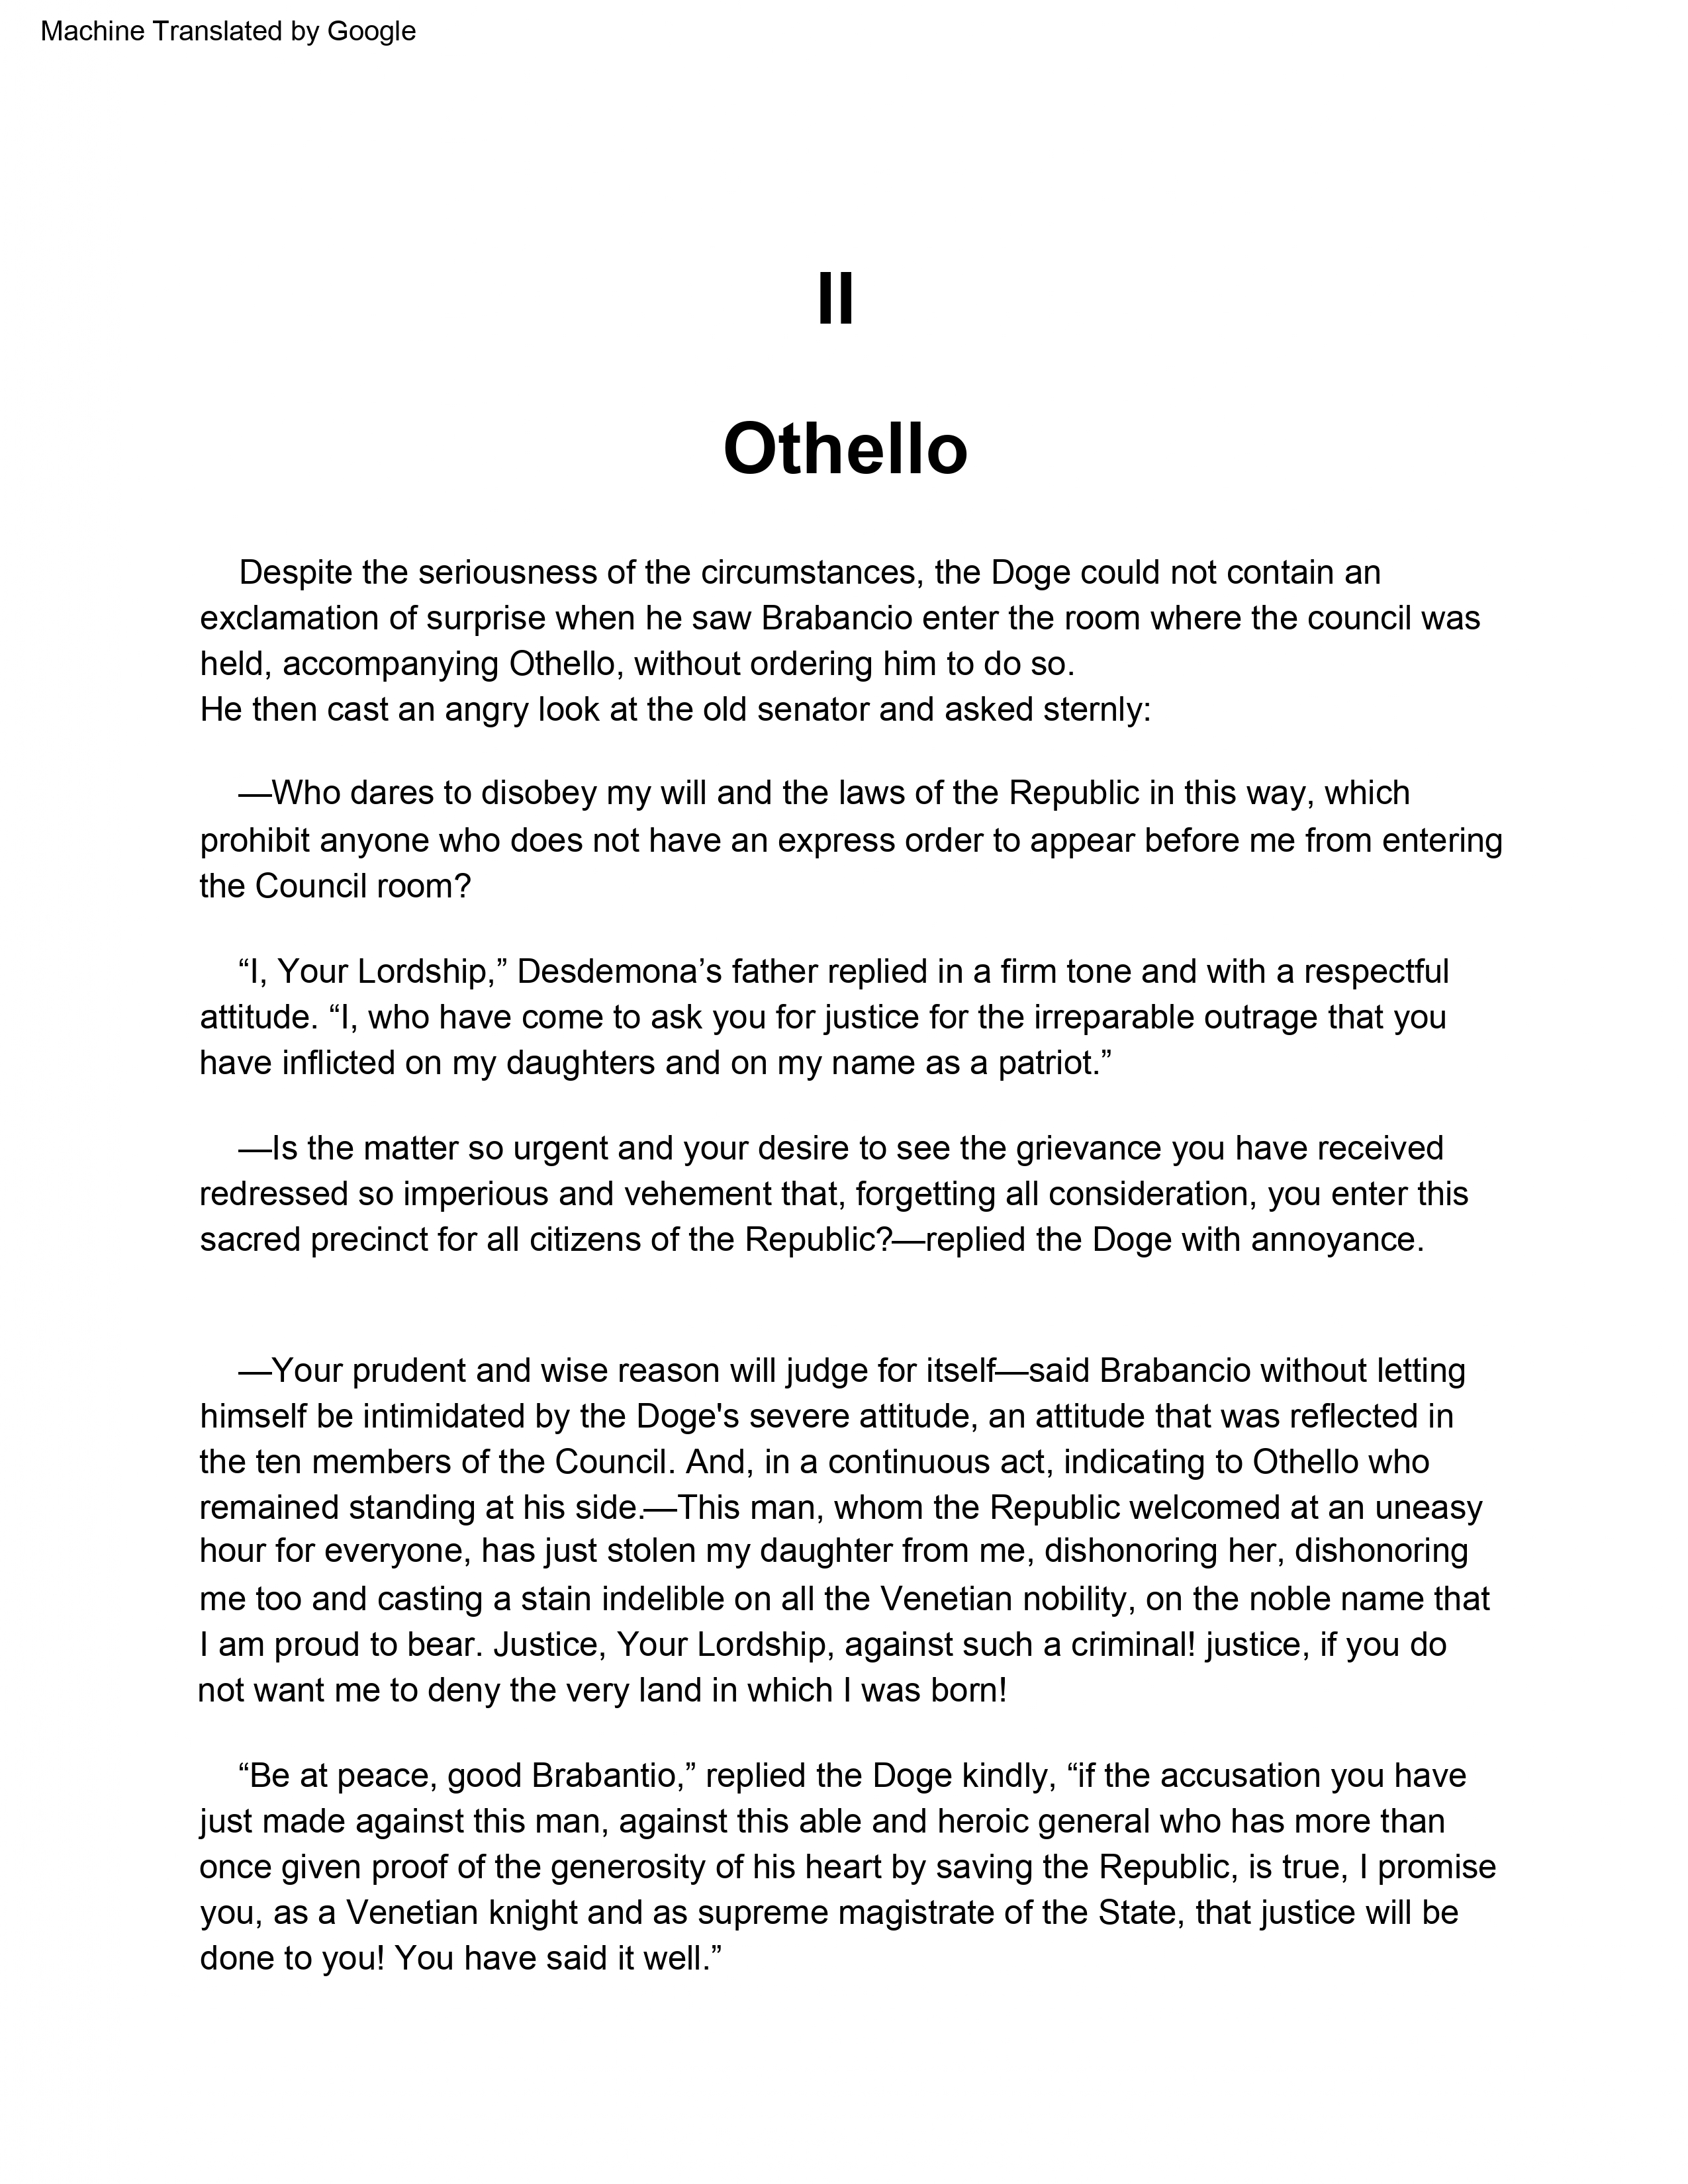 Machine Translated by Google
II
Othello
Despite the seriousness of the circumstances, the Doge could not contain an
exclamation of surprise when he saw Brabancio enter the room where the council was
held, accompanying Othello, without ordering him to do so.
He then cast an angry look at the old senator and asked sternly:
—Who dares to disobey my will and the laws of the Republic in this way, which
prohibit anyone who does not have an express order to appear before me from entering
the Council room?
“I, Your Lordship,” Desdemona’s father replied in a firm tone and with a respectful
attitude. “I, who have come to ask you for justice for the irreparable outrage that you
have inflicted on my daughters and on my name as a patriot.”
—Is the matter so urgent and your desire to see the grievance you have received
redressed so imperious and vehement that, forgetting all consideration, you enter this
sacred precinct for all citizens of the Republic?—replied the Doge with annoyance.
—Your prudent and wise reason will judge for itself—said Brabancio without letting
himself be intimidated by the Doge's severe attitude, an attitude that was reflected in
the ten members of the Council. And, in a continuous act, indicating to Othello who
remained standing at his side.—This man, whom the Republic welcomed at an uneasy
hour for everyone, has just stolen my daughter from me, dishonoring her, dishonoring
me too and casting a stain indelible on all the Venetian nobility, on the noble name that
I am proud to bear. Justice, Your Lordship, against such a criminal! justice, if you do
not want me to deny the very land in which I was born!
“Be at peace, good Brabantio,” replied the Doge kindly, “if the accusation you have
just made against this man, against this able and heroic general who has more than
once given proof of the generosity of his heart by saving the Republic, is true, I promise
you, as a Venetian knight and as supreme magistrate of the State, that justice will be
done to you! You have said it well.”